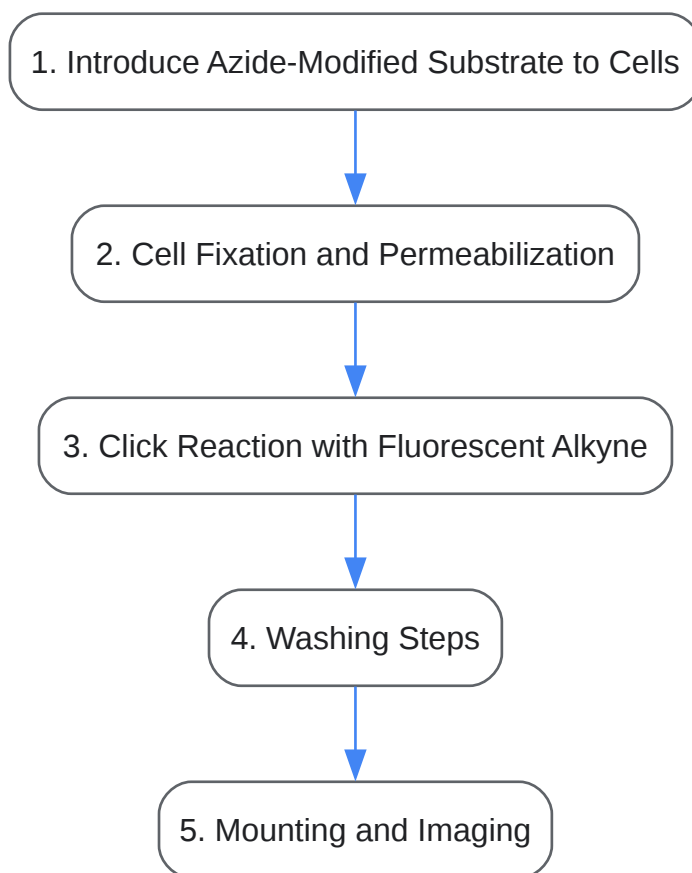 1. Introduce Azide-Modified Substrate to Cells
2. Cell Fixation and Permeabilization
3. Click Reaction with Fluorescent Alkyne
4. Washing Steps
5. Mounting and Imaging